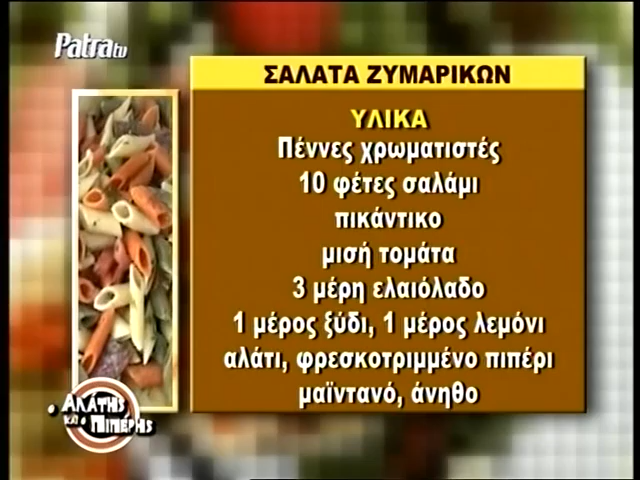 Patra tv
ΣΑΛΑΤΑ ΖΥΜΑΡΙΚΩΝ
ΥΛΙΚΑ
Πέννες χρωματιστές
10 φέτες σαλάμι
πικάντικο
μισή τομάτα
3 μέρη ελαιόλαδο
1 μέρος ξύδι, 1 μέρος λεμόνι
αλάτι, φρεσκοτριμμένο πιπέρι
μαϊντανό, άνηθο
ο Αλάτης
και ο Πιπέρης